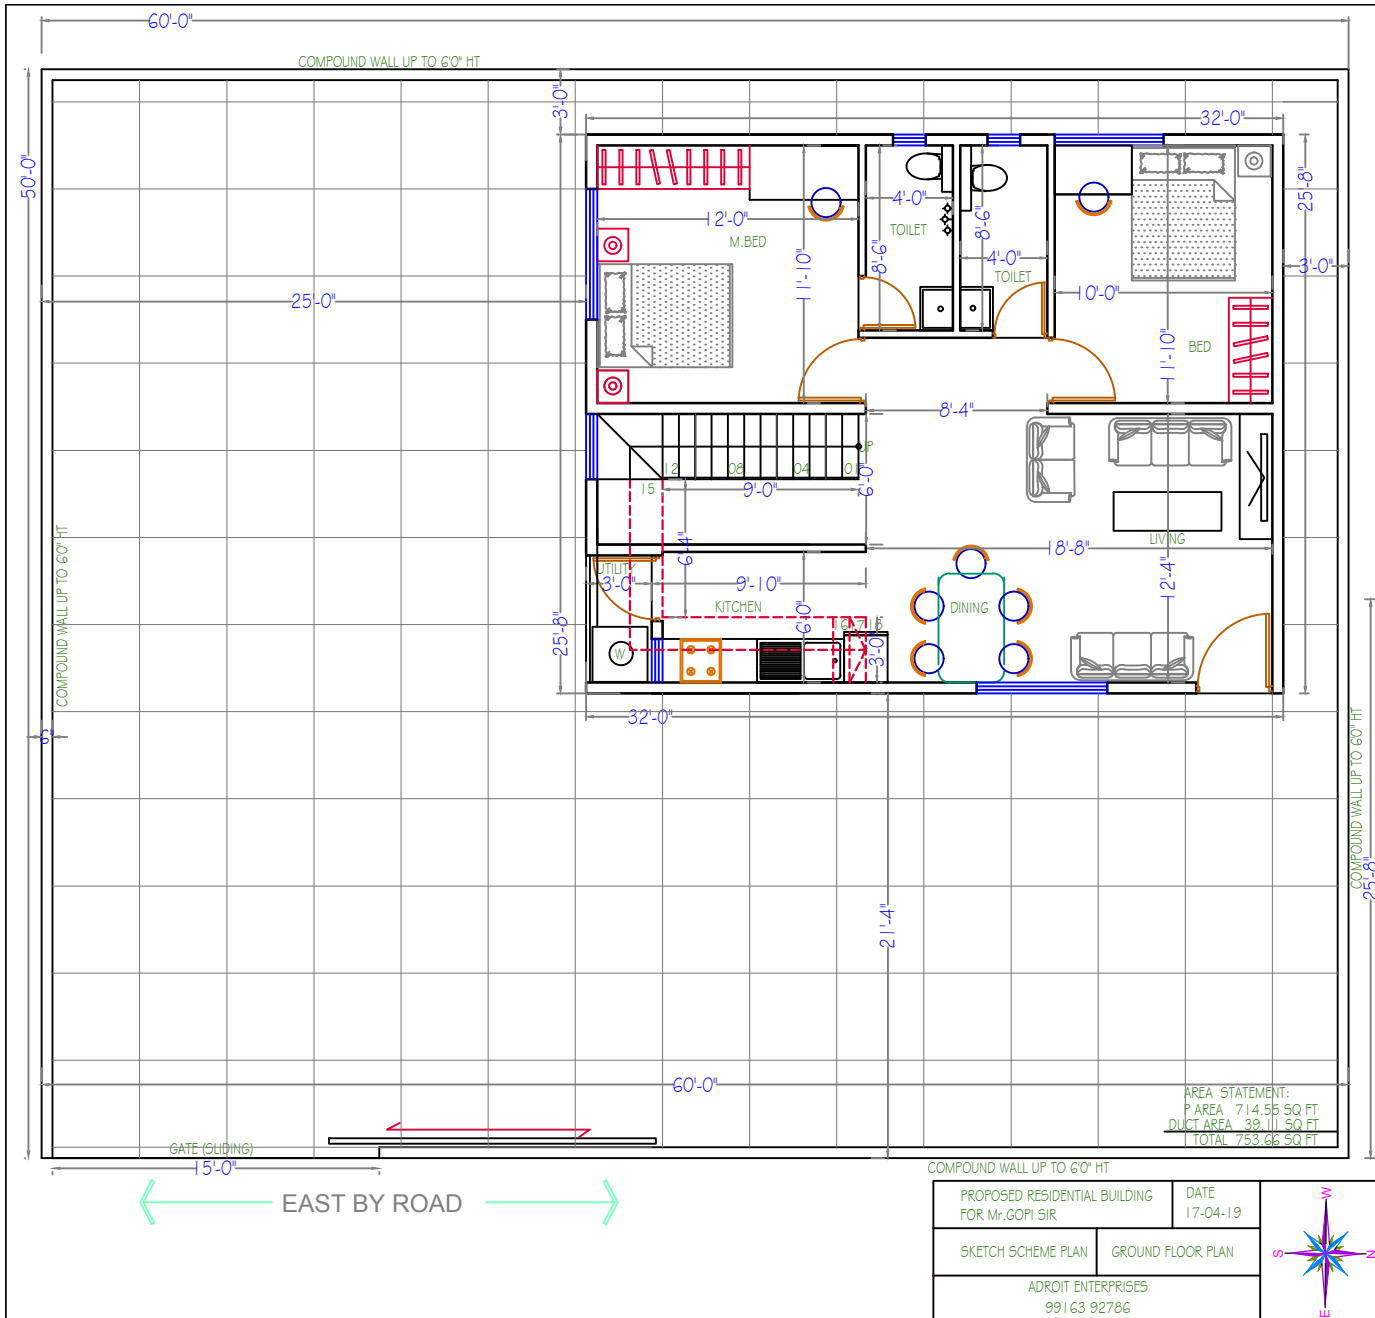 60'-0"
COMPOUND WALL UP TO 6'0" HT
3'-0"
32'-0"
50'-0"
25'-8"
4'-0"
12'-0"
M.BED
TOILET
8'-6"
8'-6"
4'-0"
TOILET
3'-0"
11'-10"
10'-0"
25'-0"
BED
11'-10"
8'-4"
UP
12
08
04
01
15
9'-0"
6'-0"
COMPOUND WALL UP TO 6'0" HT
6'-4"
18'-8"
LIVING
UTILITY
3'-0"
9'-10"
12'-4"
KITCHEN
6'-0"
DINING
25'-8"
W
16 17 18
3'-0"
32'-0"
6"
COMPOUND WALL UP TO 6'0" HT
25'-8"
21'-4"
60'-0"
AREA STATEMENT:
P AREA 714.55 SQ FT
DUCT AREA 39.11 SQ FT
TOTAL 753.66 SQ FT
GATE (SLIDING)
15'-0"
COMPOUND WALL UP TO 6'0" HT
EAST BY ROAD
PROPOSED RESIDENTIAL BUILDING
FOR Mr.GOPI SIR
DATE
17-04-19
SKETCH SCHEME PLAN
GROUND FLOOR PLAN
ADROIT ENTERPRISES
99163 92786
W
S
N
E